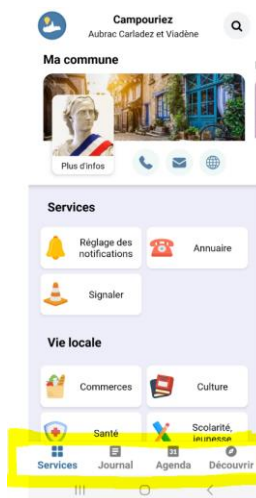 Campouriez
Aubrac Carladez et Viadène
Ma commune
Plus d'infos
Services
Réglage des
notifications
Annuaire
Signaler
Vie locale
Commerces
Culture
Santé
Scolarité,
jeunesse
31
Services
Journal
Agenda
Découvrir